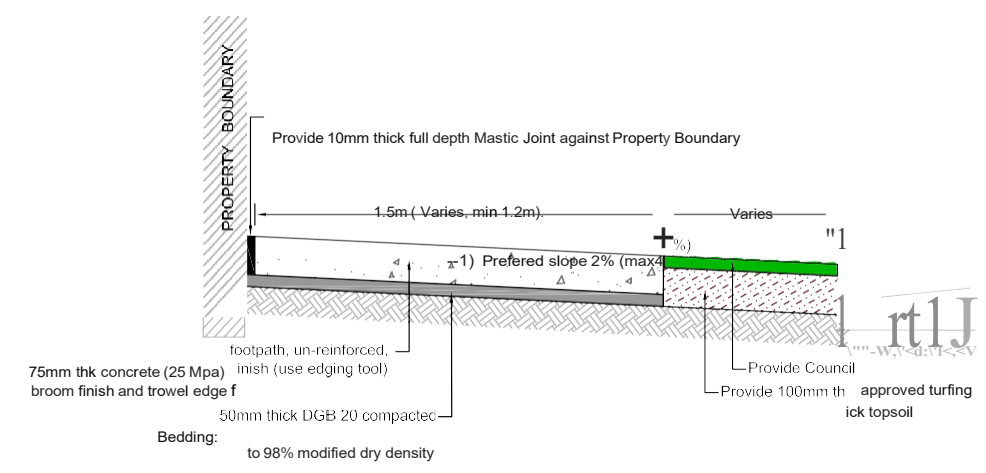 PROPERTY BOUNDARY
Provide 10mm thick full depth Mastic Joint against Property Boundary
1.5m ( Varies, min 1.2m).
Varies
"1
1) Prefered slope 2% (max4 %)
rt1J
footpath, un-reinforced,
75mm thk concrete (25 Mpa) inish (use edging tool)
broom finish and trowel edge f
Provide Council
Provide 100mm th approved turfing
ick topsoil
50mm thick DGB 20 compacted
Bedding:
to 98% modified dry density